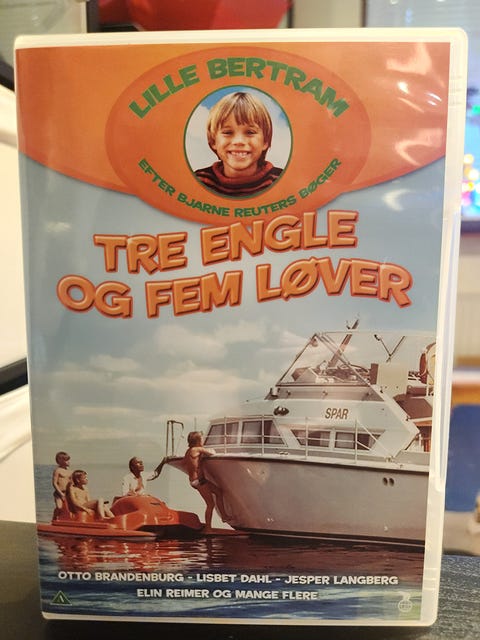 LILLE BERTRAM
EFTER BJARNE REUTERS BØGER
TRE ENGLE
OG FEM LØVER
SPAR
OTTO BRANDENBURG - LISBET DAHL - JESPER LANGBERG
ELIN REIMER OG MANGE FLERE